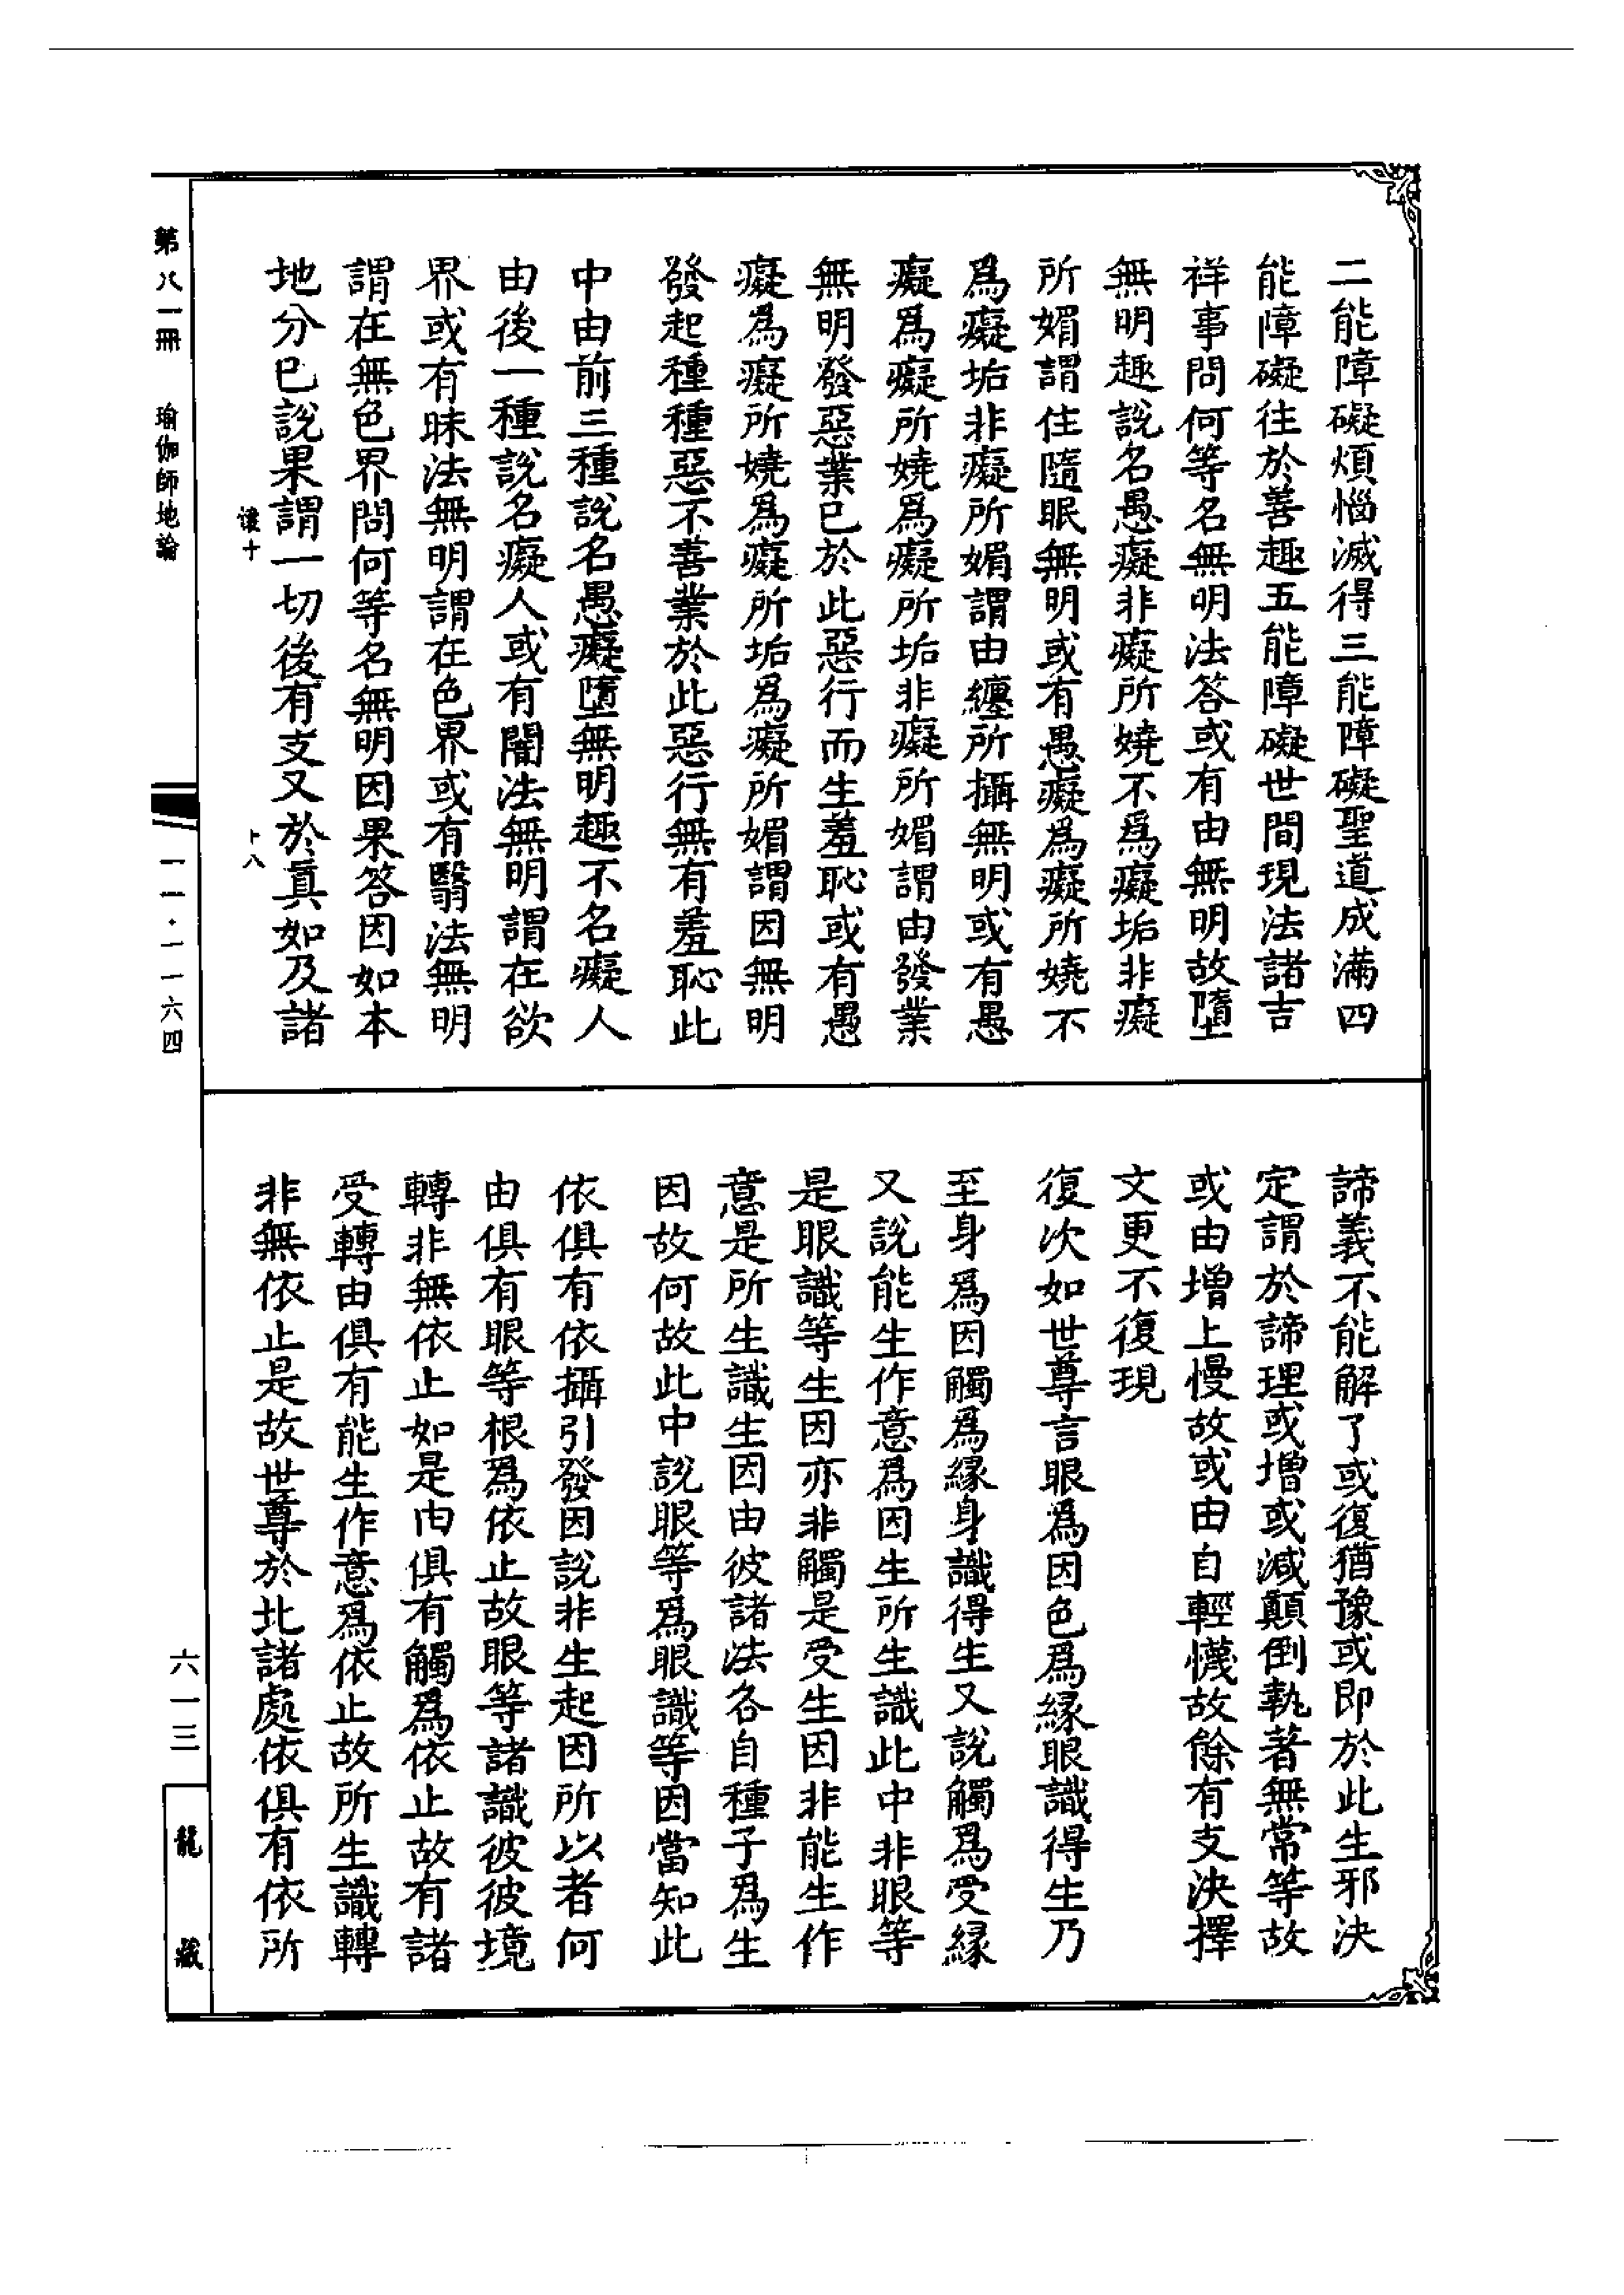 二能障礙煩惱滅得三能障礙聖道成滿四
能障礙往於善趣五能障礙世間現法諸吉
祥事問何等名無明法答或有由無明故墮
無明趣說名愚癡非癡所嬈不爲癡垢非癡
所媚謂住隨眠無明或有愚癡爲癡所嬈不
爲癡垢非癡所媚謂由纏所攝無明或有愚
癡爲癡所嬈爲癡所垢非癡所媚謂由發業
無明發惡業已於此惡行而生羞恥或有愚
癡爲癡所嬈爲癡所垢爲癡所媚謂因無明
發起種種惡不善業於此惡行無有羞恥此
中由前三種說名愚癡墮無明趣不名癡人
由後一種說名癡人或有闇法無明謂在欲
界或有昧法無明謂在色界或有翳法無明
謂在無色界問何等名無明因果答因如本
地分已說果謂一切後有支又於眞如及諸
諦義不能解了或復猶豫或即於此生邪決
定謂於諦理或增或減顛倒執著無常等故
或由增上慢故或由自輕懱故餘有支決擇
文更不復現
復次如世尊言眼爲因色爲緣眼識得生乃
至身爲因觸爲緣身識得生又說觸爲受緣
又說能生作意爲因生所生識此中非眼等
是眼識等生因亦非觸是受生因非能生作
意是所生識生因由彼諸法各自種子爲生
因故何故此中說眼等爲眼識等因當知此
依俱有依攝引發因說非生起因所以者何
由俱有眼等根爲依止故眼等諸識彼彼境
轉非無依止如是由俱有觸爲依止故有諸
受轉由俱有能生作意爲依止故所生識轉
非無依止是故世尊於此諸處依俱有依所
第八一冊 瑜伽師地論
懷十 十八
一一·一一六四
六一三
龍藏